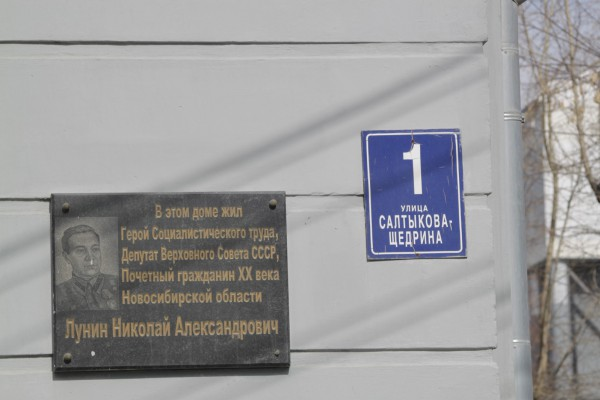 В этом доме жил
Герой Социалистического труда,
Депутат Верховного Совета СССР,
Почетный гражданин XX века
Новосибирской области
Лунин Николай Александрович
1
УЛИЦА
САЛТЫКОВА-
ЩЕДРИНА